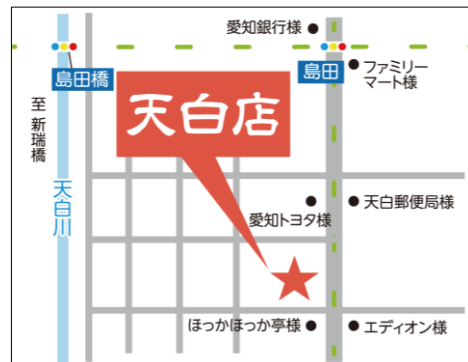 愛知銀行様
島田橋
島田
ファミリー
マート様
至 新瑞橋
天白店
天白川
天白郵便局様
愛知トヨタ様
ほっかほっか亭様
エディオン様